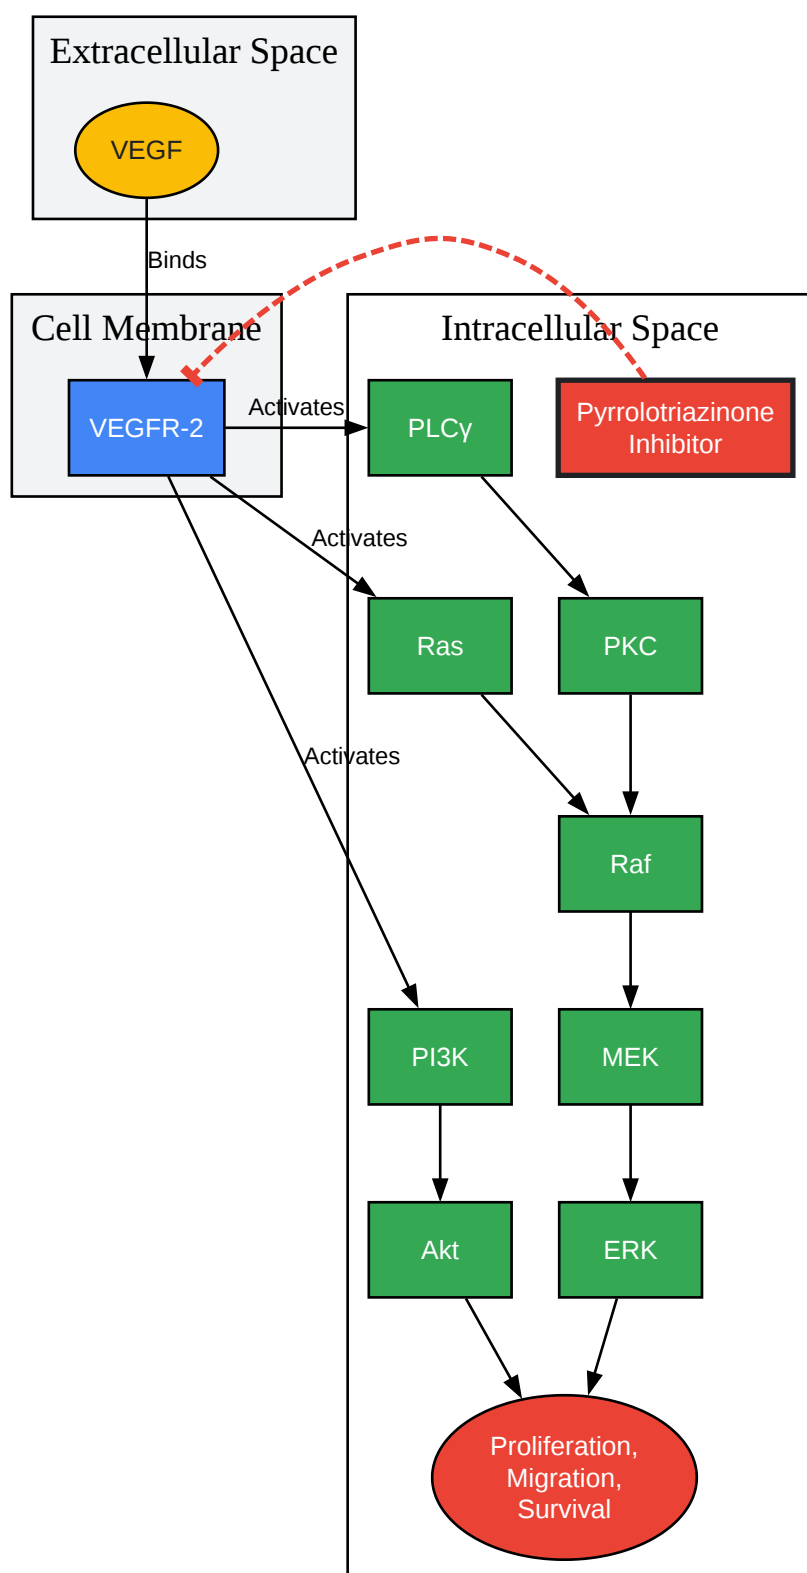 Extracellular Space
VEGF
Binds
Cell Membrane
Intracellular Space
VEGFR-2
Activates
PLCγ
Pyrrolotriazinone
Inhibitor
Activates
Ras
PKC
Activates
Raf
PI3K
MEK
Akt
ERK
Proliferation,
Migration,
Survival